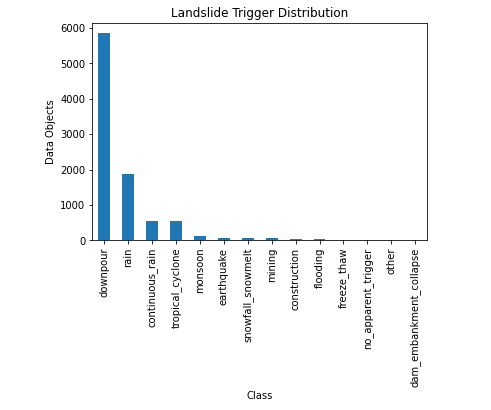 Landslide Trigger Distribution
6000
5000
4000
3000
2000
1000
0
Data Objects
downpour
rain
continuous_rain
tropical_cyclone
monsoon
earthquake
snowfall_snowmelt
mining
construction
flooding
freeze_thaw
no_apparent_trigger
other
dam_embankment_collapse
Class